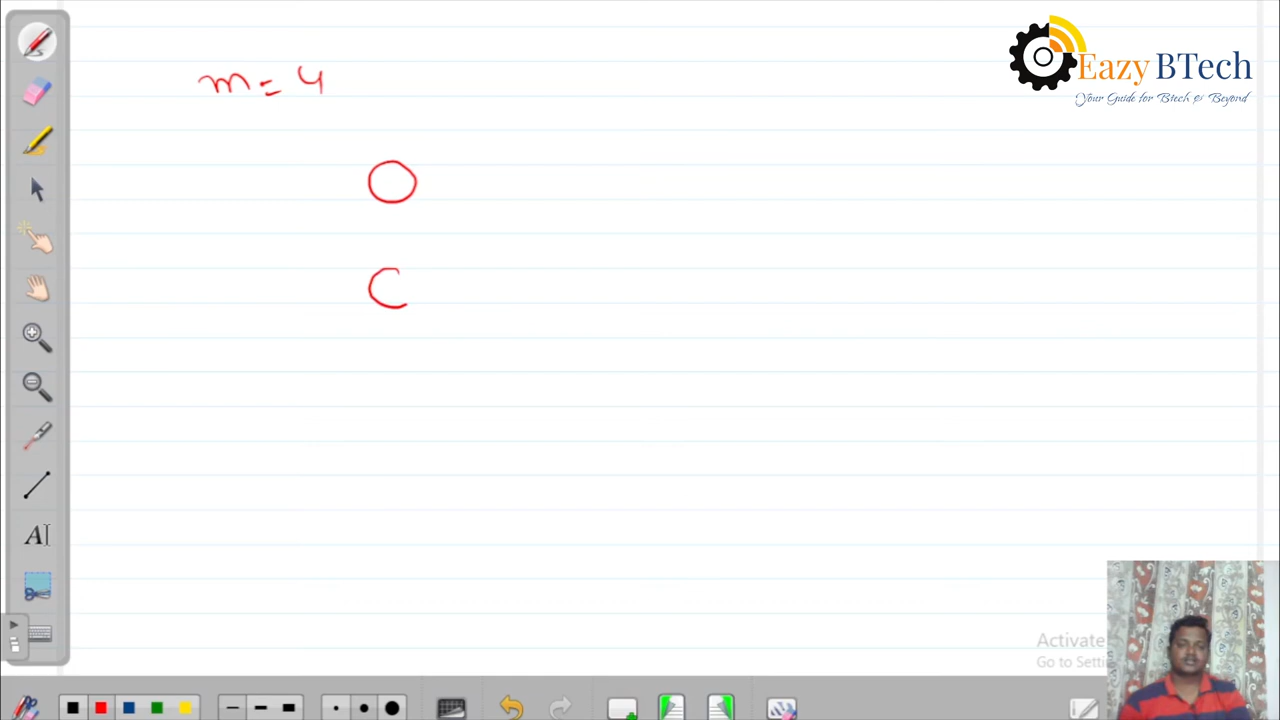 m = 4
Eazy BTech
Your Guide for Btech & Beyond
A
Activate
Go to Setti